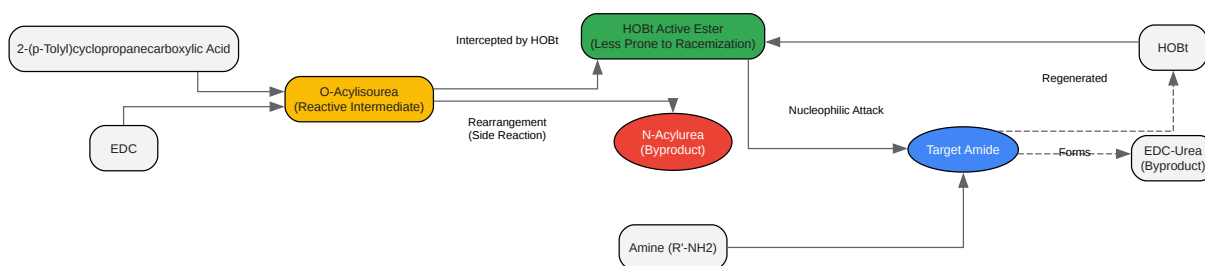 2-(p-Tolyl)cyclopropanecarboxylic Acid
EDC
O-Acylisourea
(Reactive Intermediate)
Intercepted by HOBt
Rearrangement
(Side Reaction)
HOBt Active Ester
(Less Prone to Racemization)
N-Acylurea
(Byproduct)
Amine (R'-NH2)
Nucleophilic Attack
Target Amide
HOBt
Regenerated
Forms
EDC-Urea
(Byproduct)